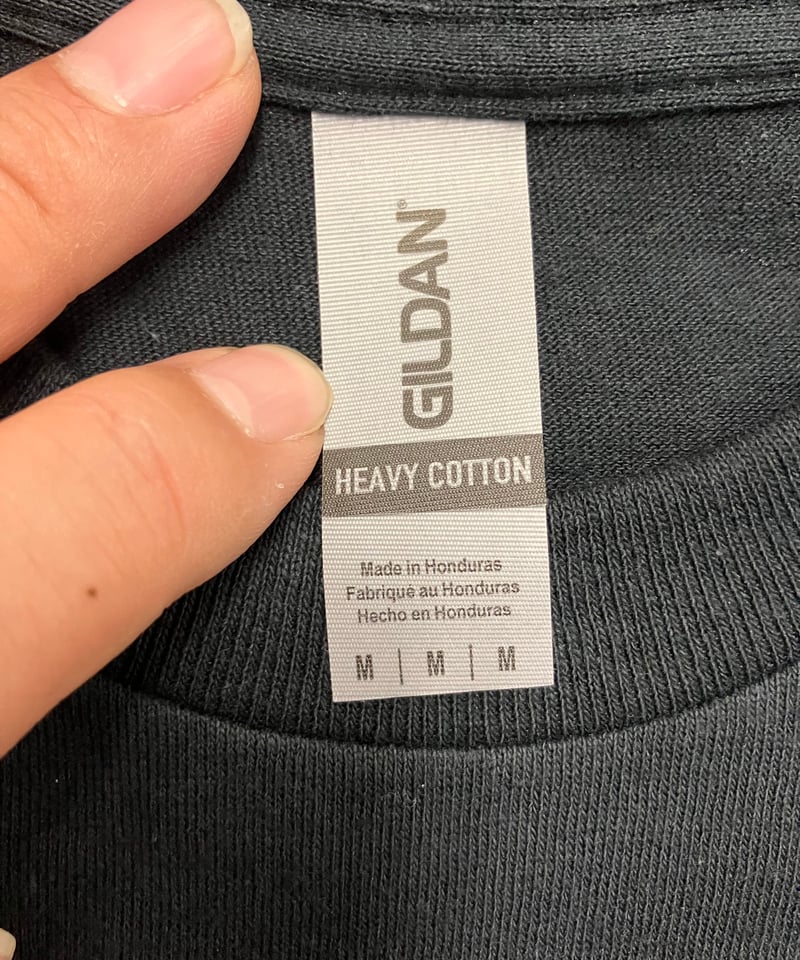 GILDAN®
HEAVY COTTON
Made in Honduras
Fabriqué au Honduras
Hecho en Honduras
M | M | M